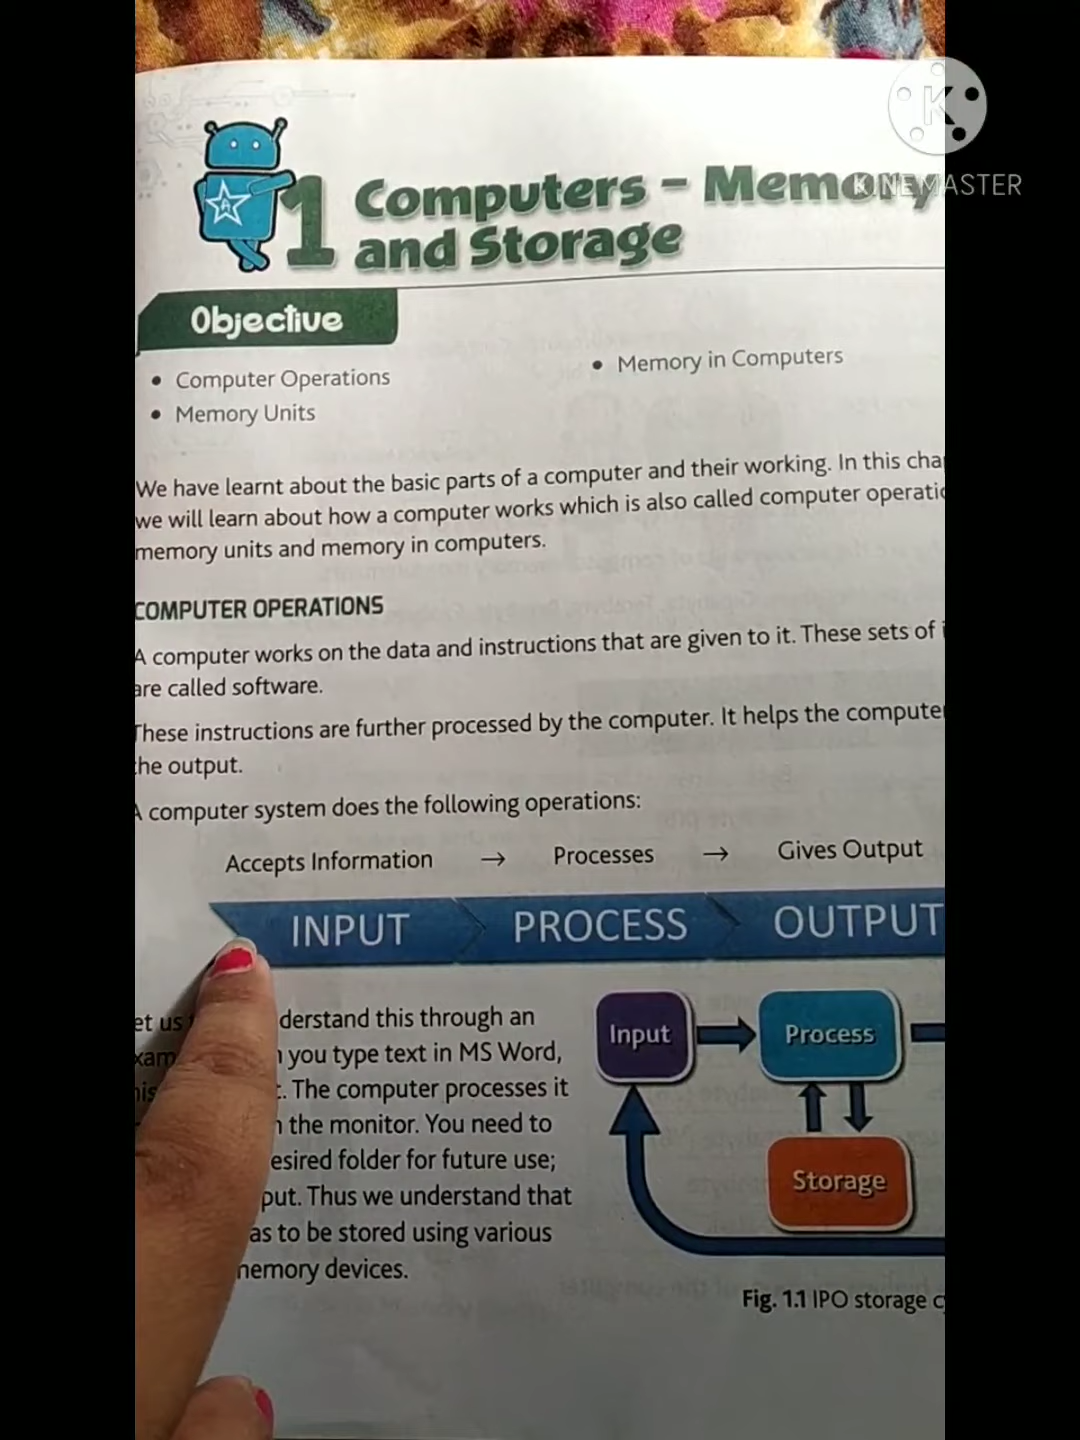 K
KINEMASTER
1 Computers - Memory
and Storage
Objective
• Computer Operations
• Memory in Computers
• Memory Units
We have learnt about the basic parts of a computer and their working. In this cha
we will learn about how a computer works which is also called computer operatio
memory units and memory in computers.
COMPUTER OPERATIONS
A computer works on the data and instructions that are given to it. These sets of i
are called software.
These instructions are further processed by the computer. It helps the computer
the output.
A computer system does the following operations:
Accepts Information → Processes → Gives Output
INPUT PROCESS OUTPUT
et us derstand this through an
xam you type text in MS Word,
his . The computer processes it
the monitor. You need to
esired folder for future use;
put. Thus we understand that
as to be stored using various
memory devices.
Input Process
Storage
Fig. 1.1 IPO storage c